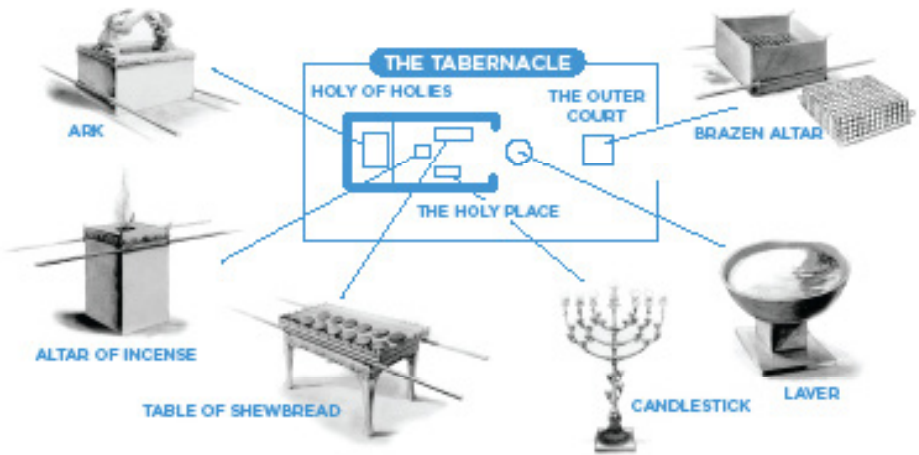 THE TABERNACLE
HOLY OF HOLIES
THE OUTER
COURT
ARK
BRAZEN ALTAR
THE HOLY PLACE
ALTAR OF INCENSE
TABLE OF SHEWBREAD
CANDLESTICK
LAVER